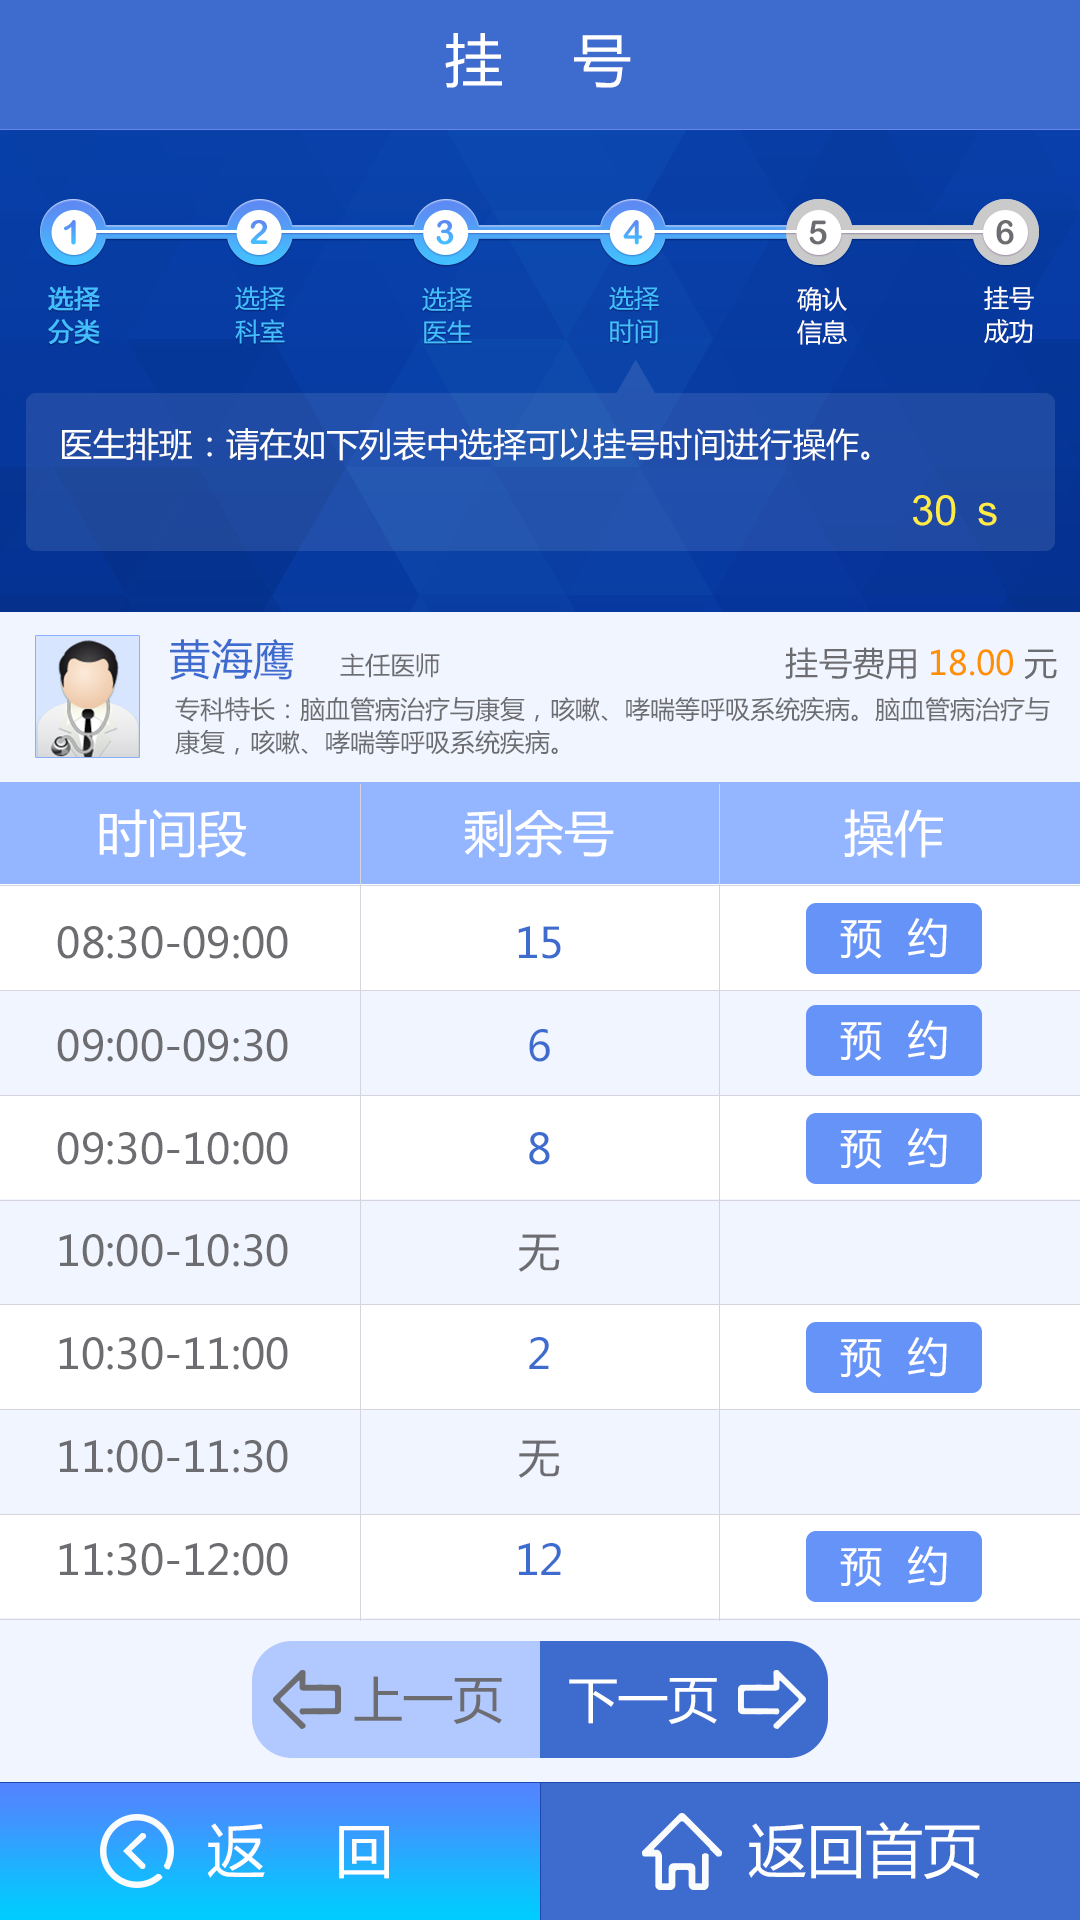 挂 号
1 2 3 4 5 6
选择 选择 选择 选择 确认 挂号
分类 科室 医生 时间 信息 成功
医生排班：请在如下列表中选择可以挂号时间进行操作。
30 s
黄海鹰 主任医师 挂号费用 18.00 元
专科特长：脑血管病治疗与康复，咳嗽、哮喘等呼吸系统疾病。脑血管病治疗与
康复，咳嗽、哮喘等呼吸系统疾病。
时间段 剩余号 操作
08:30-09:00 15 预 约
09:00-09:30 6 预 约
09:30-10:00 8 预 约
10:00-10:30 无
10:30-11:00 2 预 约
11:00-11:30 无
11:30-12:00 12 预 约
上一页 下一页
返 回 返回首页